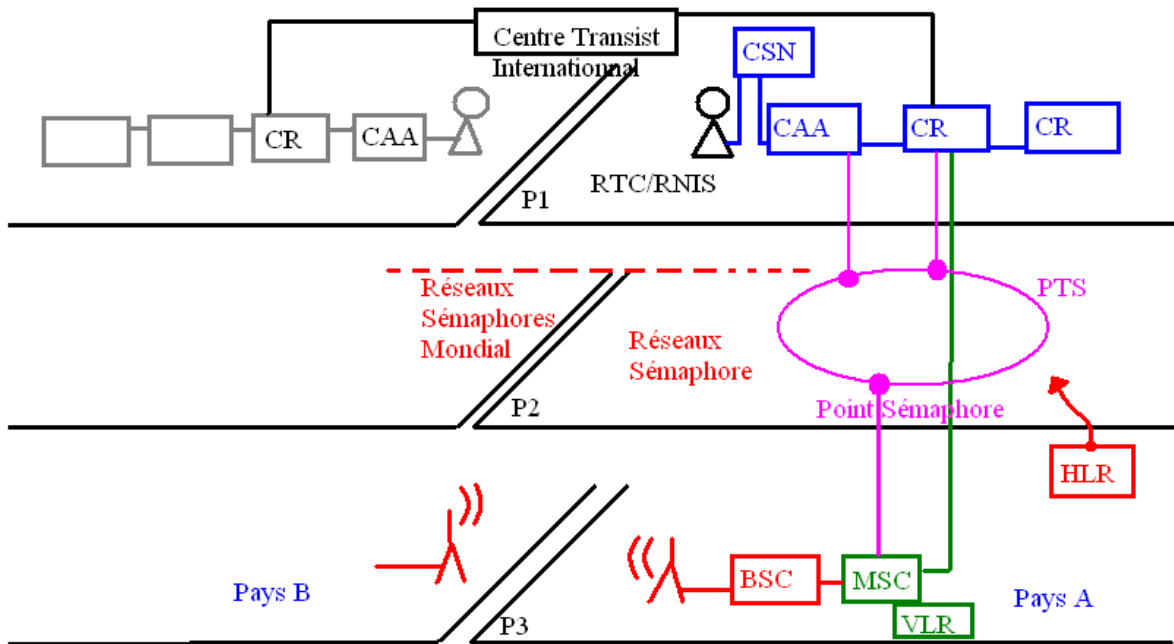 Centre Transist
Internationnal
CSN
CR
CAA
CAA
CR
CR
RTC/RNIS
P1
Réseaux
Sémaphores
Mondial
Réseaux
Sémaphore
PTS
P2
Point Sémaphore
HLR
Pays B
BSC
MSC
Pays A
VLR
P3